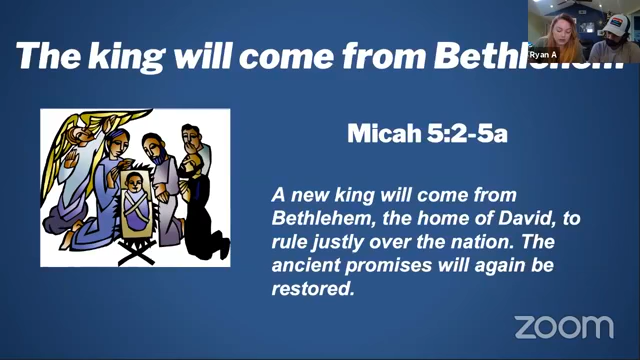 The king will come from Bethlehem
Ryan A
Micah 5:2-5a
A new king will come from
Bethlehem, the home of David, to
rule justly over the nation. The
ancient promises will again be
restored.
zoom